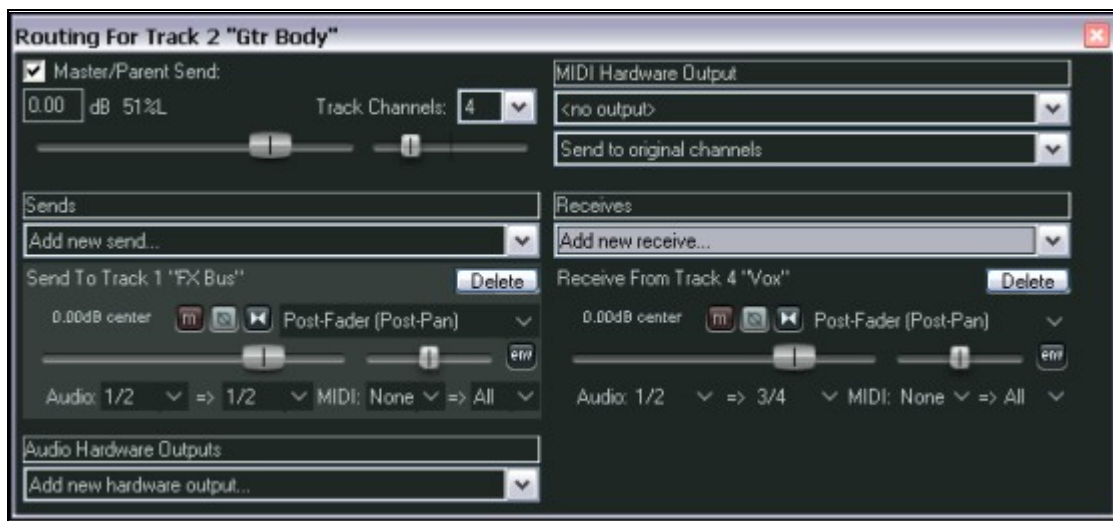 Routing For Track 2 "Gtr Body"
Master/Parent Send:
0.00 dB 51%L Track Channels: 4
MIDI Hardware Output
<no output>
Send to original channels
Sends
Add new send...
Send To Track 1 "FX Bus" Delete
0.00dB center m Post-Fader (Post-Pan)
env
Audio: 1/2 => 1/2 MIDI: None => All
Audio Hardware Outputs
Add new hardware output...
Receives
Add new receive...
Receive From Track 4 "Vox" Delete
0.00dB center m Post-Fader (Post-Pan)
env
Audio: 1/2 => 3/4 MIDI: None => All